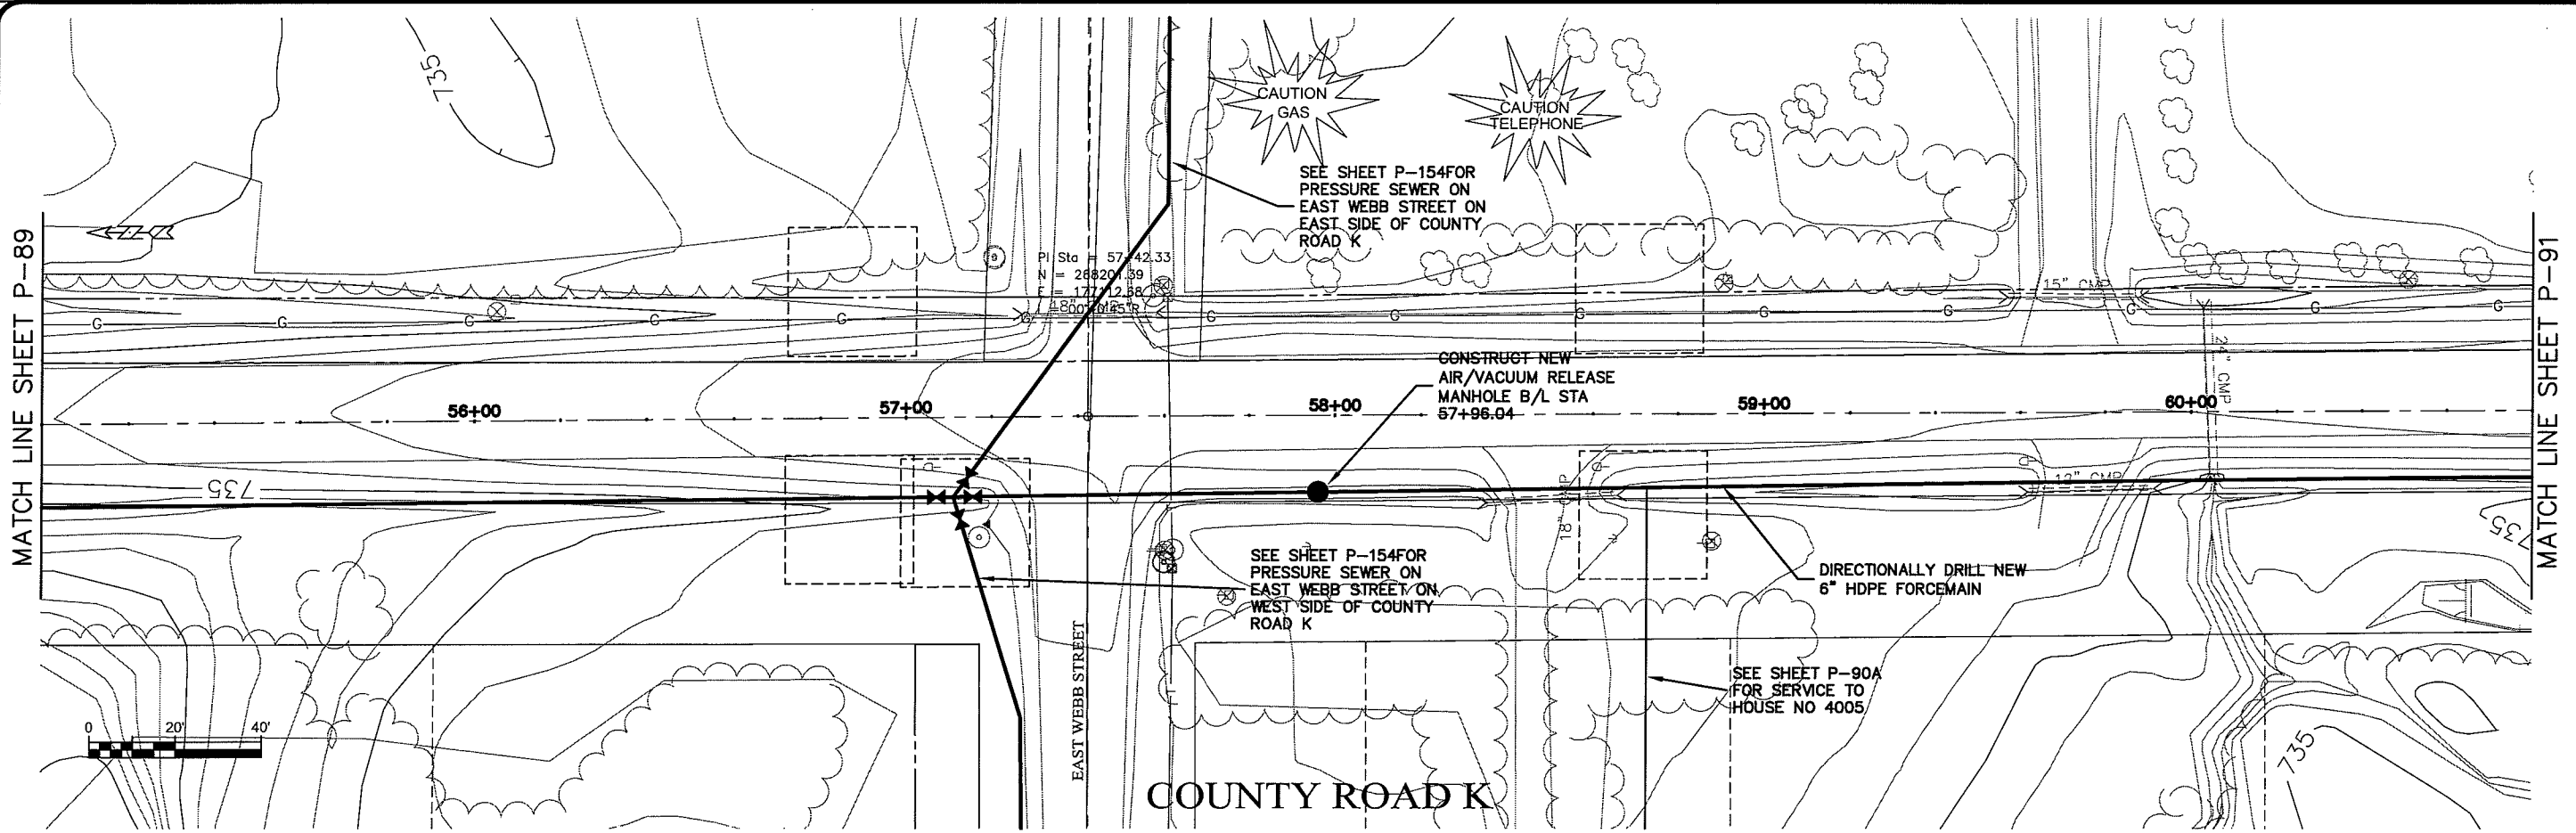 CAUTION
GAS
CAUTION
TELEPHONE
735
SEE SHEET P-154FOR
PRESSURE SEWER ON
EAST WEBB STREET ON
EAST SIDE OF COUNTY
ROAD K
MATCH LINE SHEET P-89
MATCH LINE SHEET P-91
PI Sta = 57+42.33
N = 268201.39
15" CMP
G G G G G G G G G G G G G G
24" CMP
CONSTRUCT NEW
AIR/VACUUM RELEASE
MANHOLE B/L STA
57+96.04
56+00
57+00
58+00
59+00
60+00
735
18" CMP
12" CMP
735
SEE SHEET P-154FOR
PRESSURE SEWER ON
EAST WEBB STREET ON
WEST SIDE OF COUNTY
ROAD K
DIRECTIONALLY DRILL NEW
6" HDPE FORCEMAIN
EAST WEBB STREET
SEE SHEET P-90A
FOR SERVICE TO
HOUSE NO 4005
0 20' 40'
735
COUNTY ROAD K